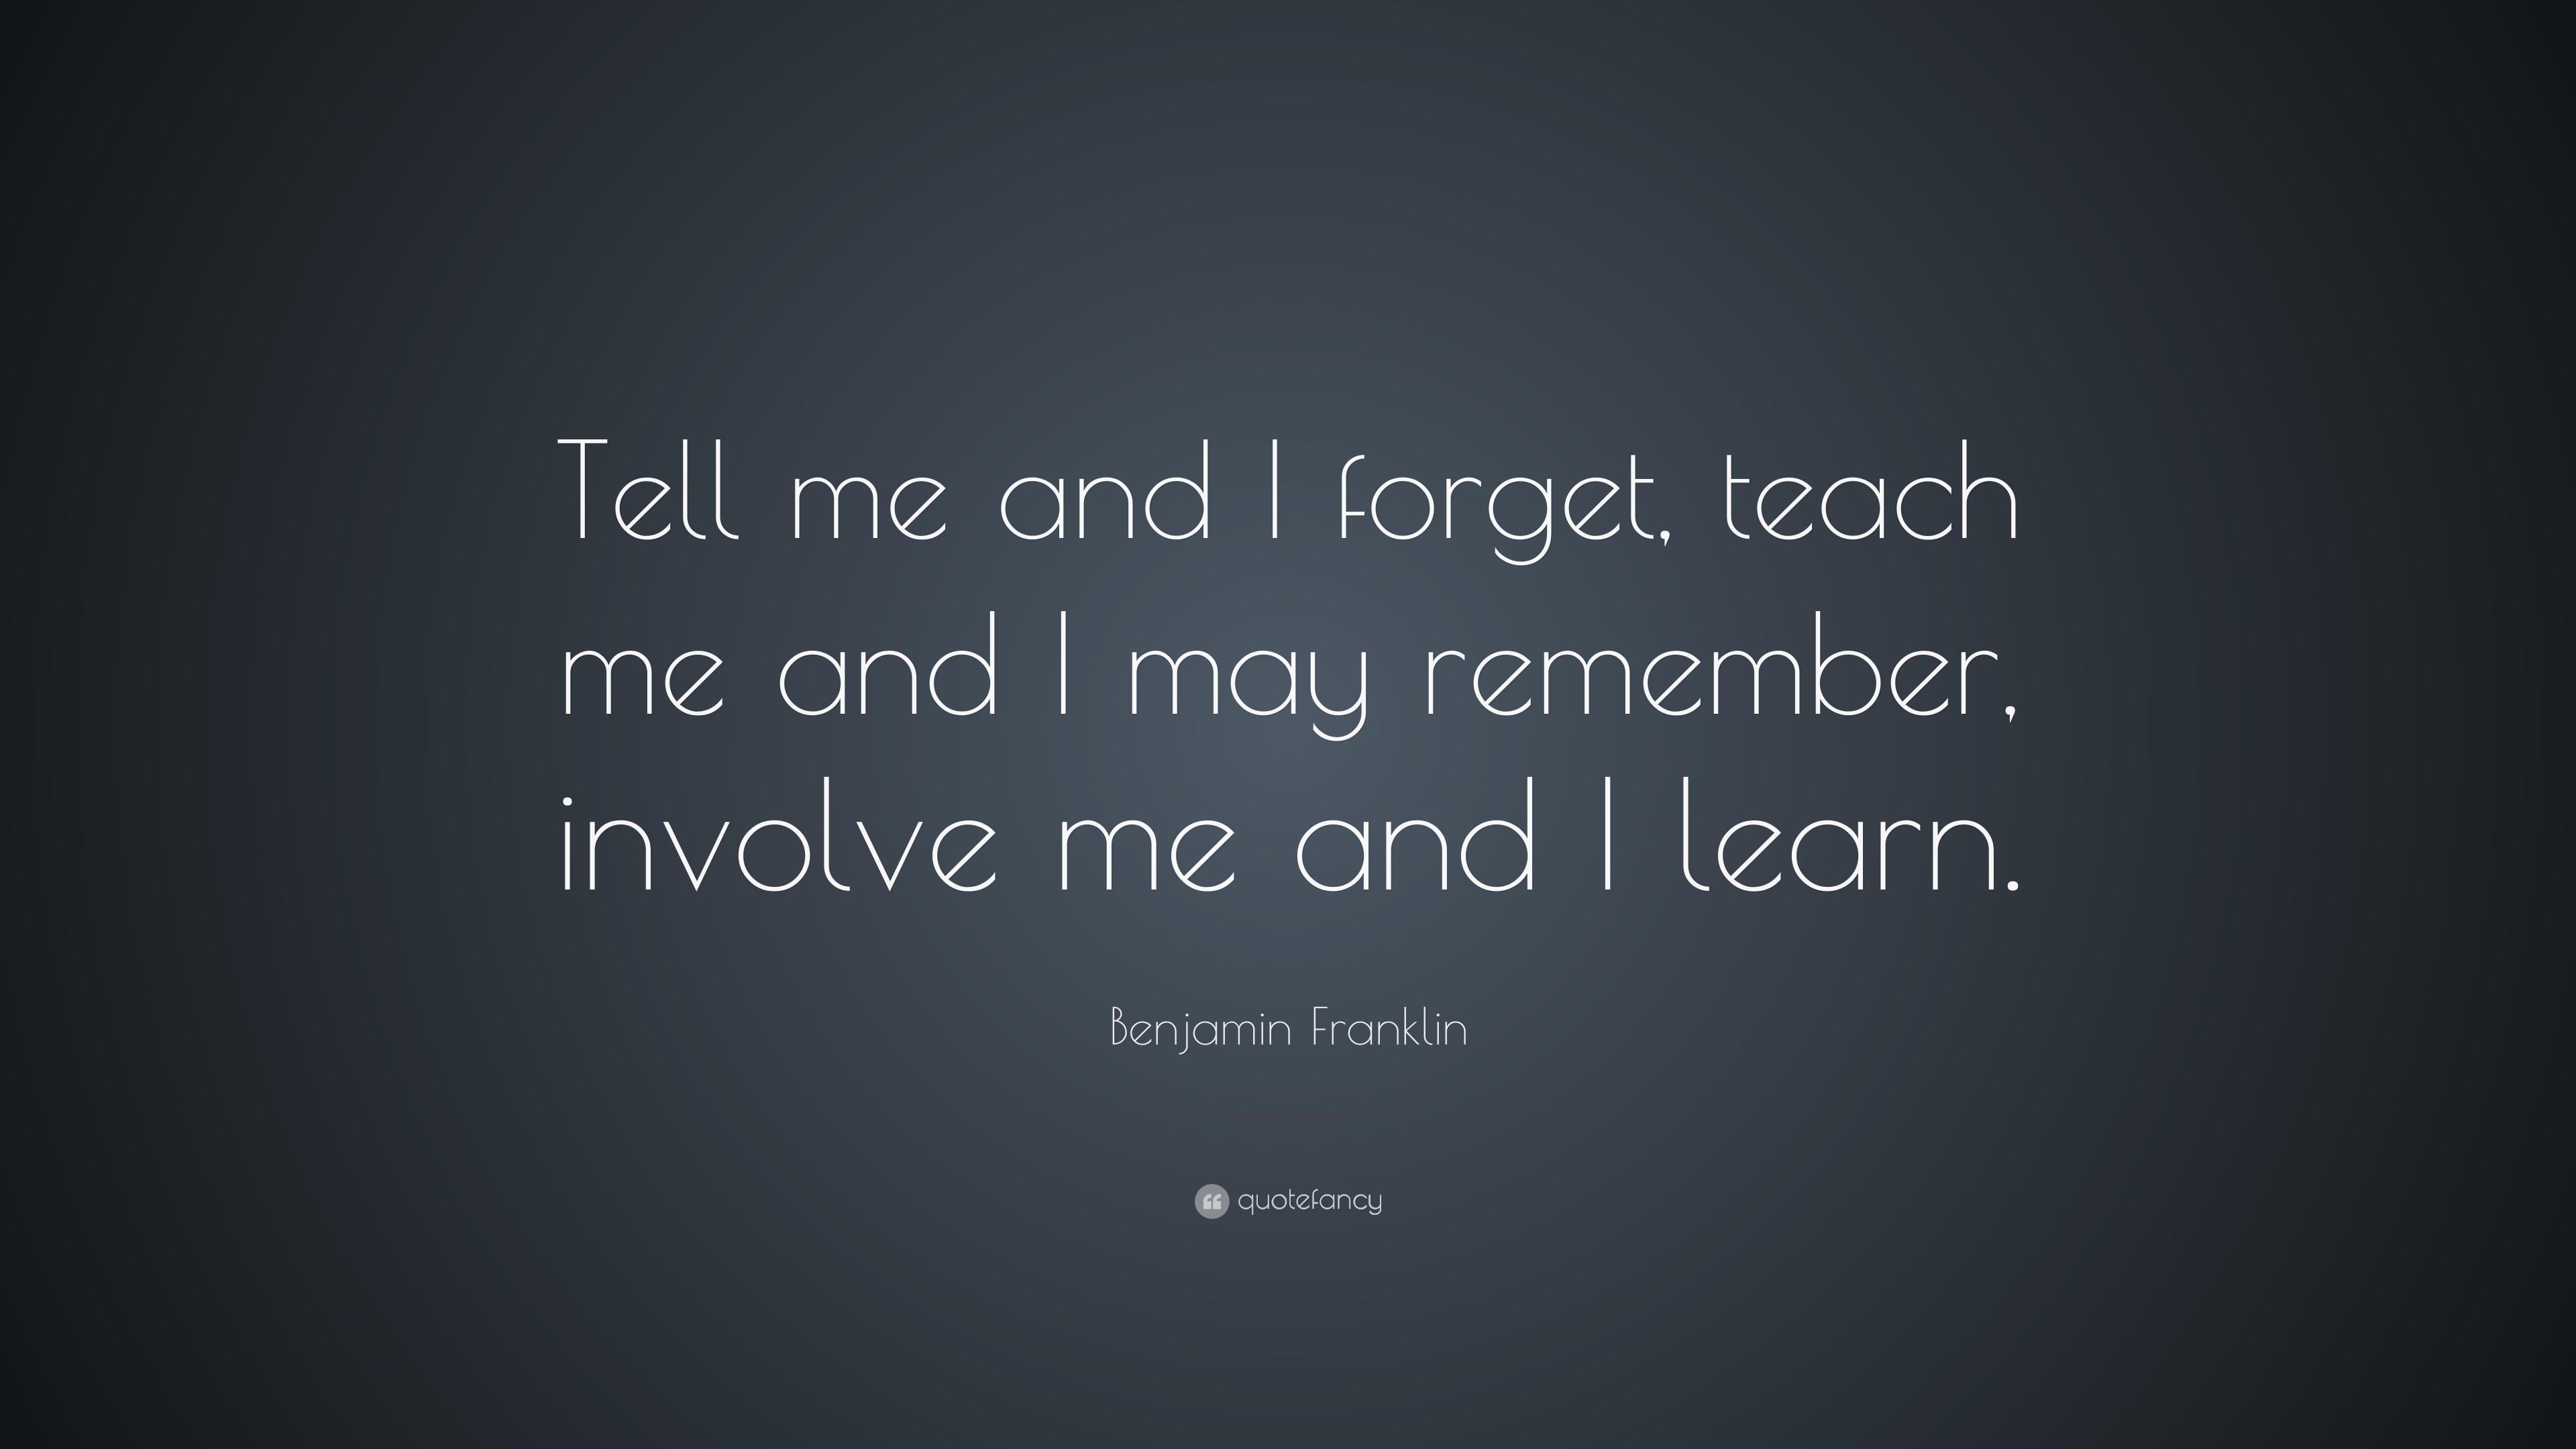 Tell me and I forget, teach
me and I may remember,
involve me and I learn.
Benjamin Franklin
quotefancy